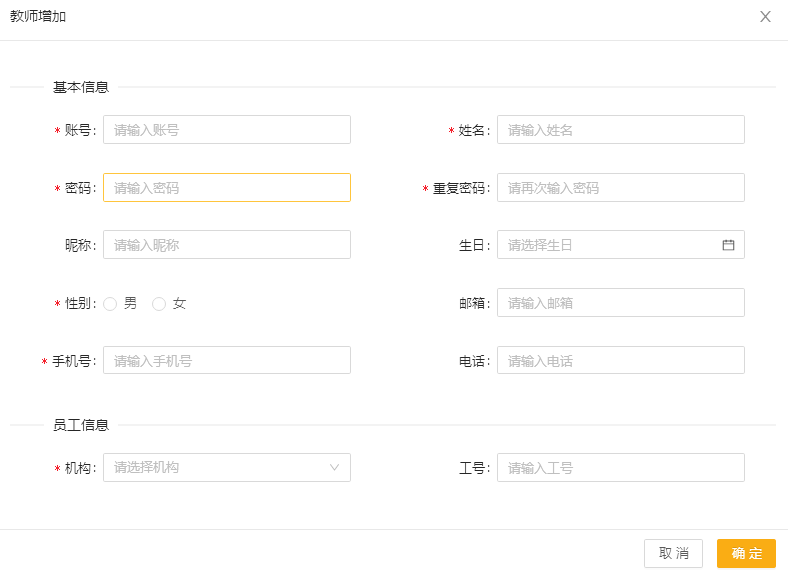 教师增加
基本信息
* 账号: 请输入账号
* 姓名: 请输入姓名
* 密码: 请输入密码
* 重复密码: 请再次输入密码
昵称: 请输入昵称
生日: 请选择生日
* 性别: 男 女
邮箱: 请输入邮箱
* 手机号: 请输入手机号
电话: 请输入电话
员工信息
* 机构: 请选择机构
工号: 请输入工号
取 消
确 定